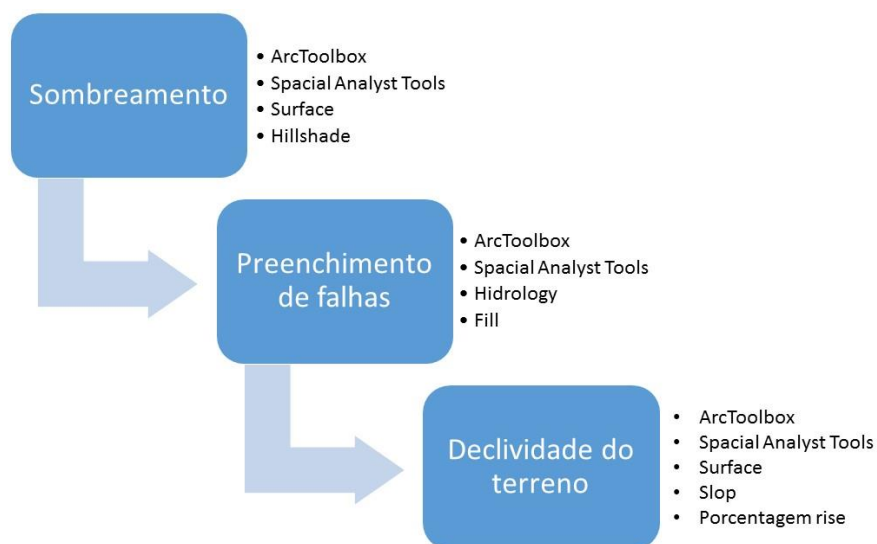 Sombreamento
• ArcToolbox
• Spacial Analyst Tools
• Surface
• Hillshade
Preenchimento
de falhas
• ArcToolbox
• Spacial Analyst Tools
• Hidrology
• Fill
Declividade do
terreno
• ArcToolbox
• Spacial Analyst Tools
• Surface
• Slop
• Porcentagem rise